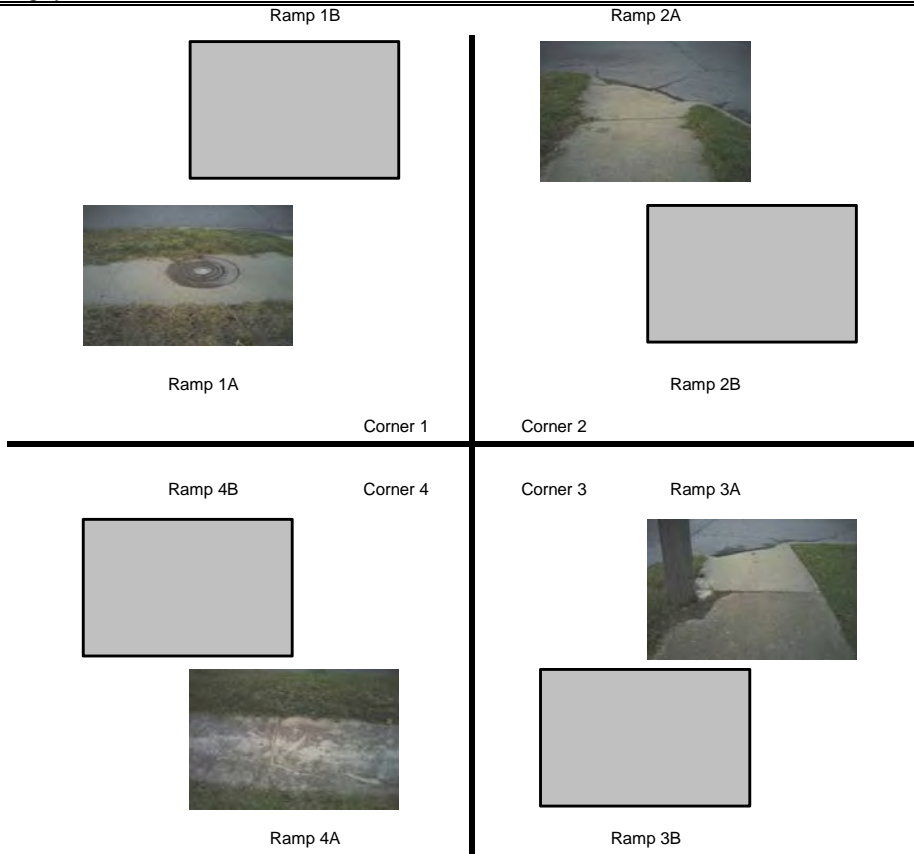 Ramp 1B
Ramp 2A
Ramp 1A
Ramp 2B
Corner 1
Corner 2
Ramp 4B
Corner 4
Corner 3
Ramp 3A
Ramp 4A
Ramp 3B